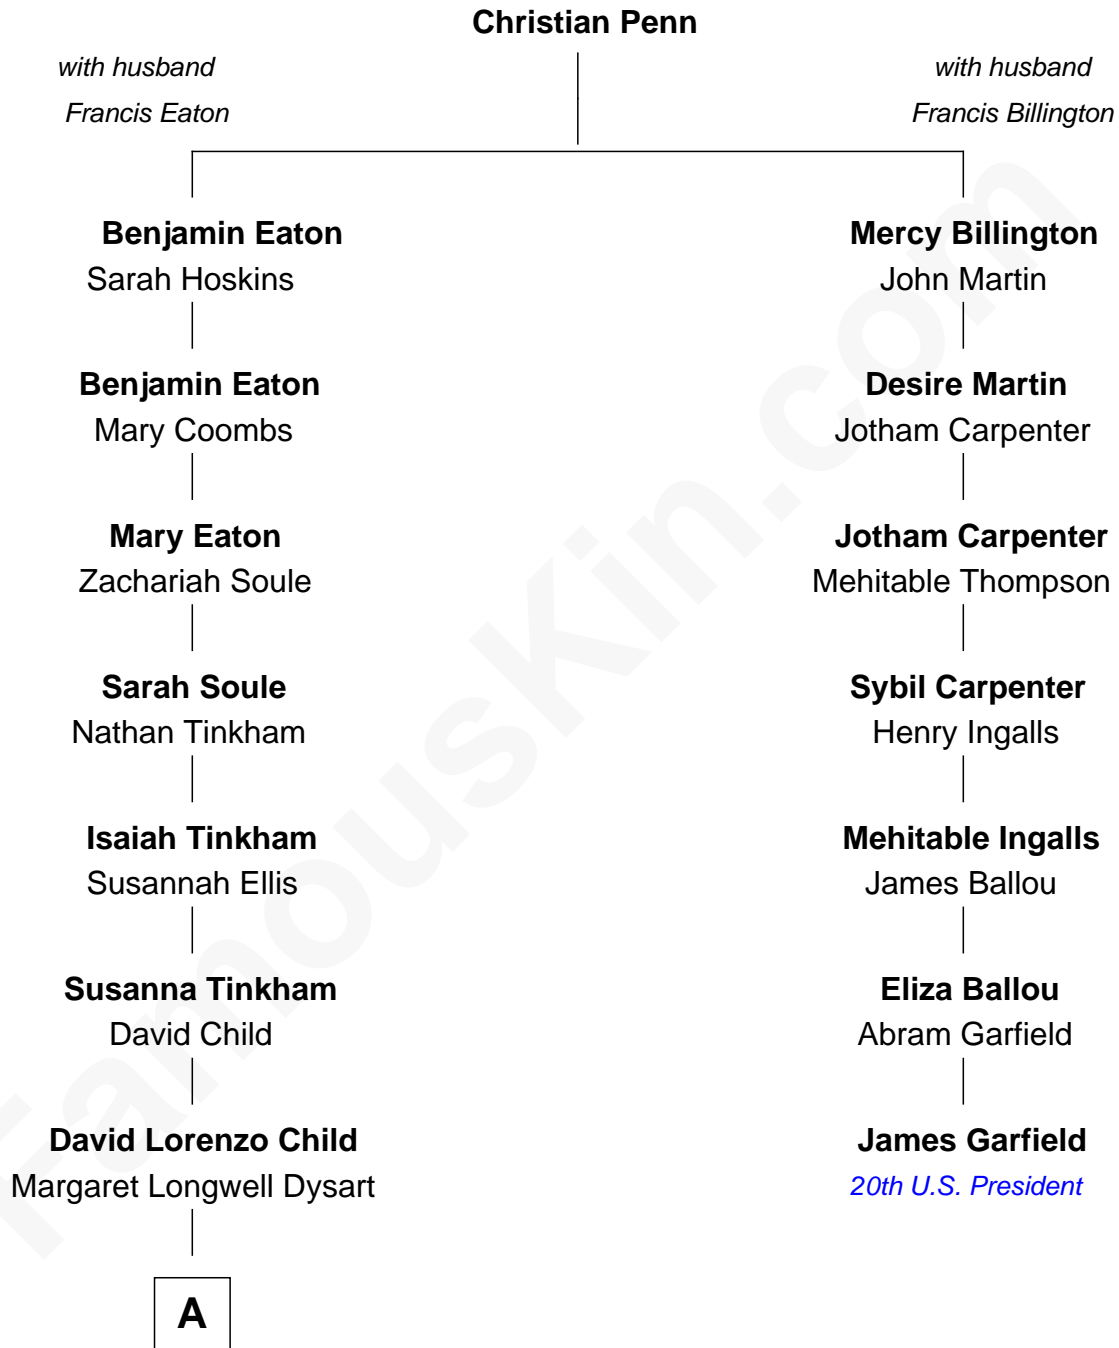 Christian Penn
with husband
Francis Eaton
with husband
Francis Billington
Benjamin Eaton
Sarah Hoskins
Mercy Billington
John Martin
Benjamin Eaton
Mary Coombs
Desire Martin
Jotham Carpenter
Mary Eaton
Zachariah Soule
Jotham Carpenter
Mehitable Thompson
Sarah Soule
Nathan Tinkham
Sybil Carpenter
Henry Ingalls
Isaiah Tinkham
Susannah Ellis
Mehitable Ingalls
James Ballou
Susanna Tinkham
David Child
Eliza Ballou
Abram Garfield
David Lorenzo Child
Margaret Longwell Dysart
James Garfield
20th U.S. President
A
FamousKin.com